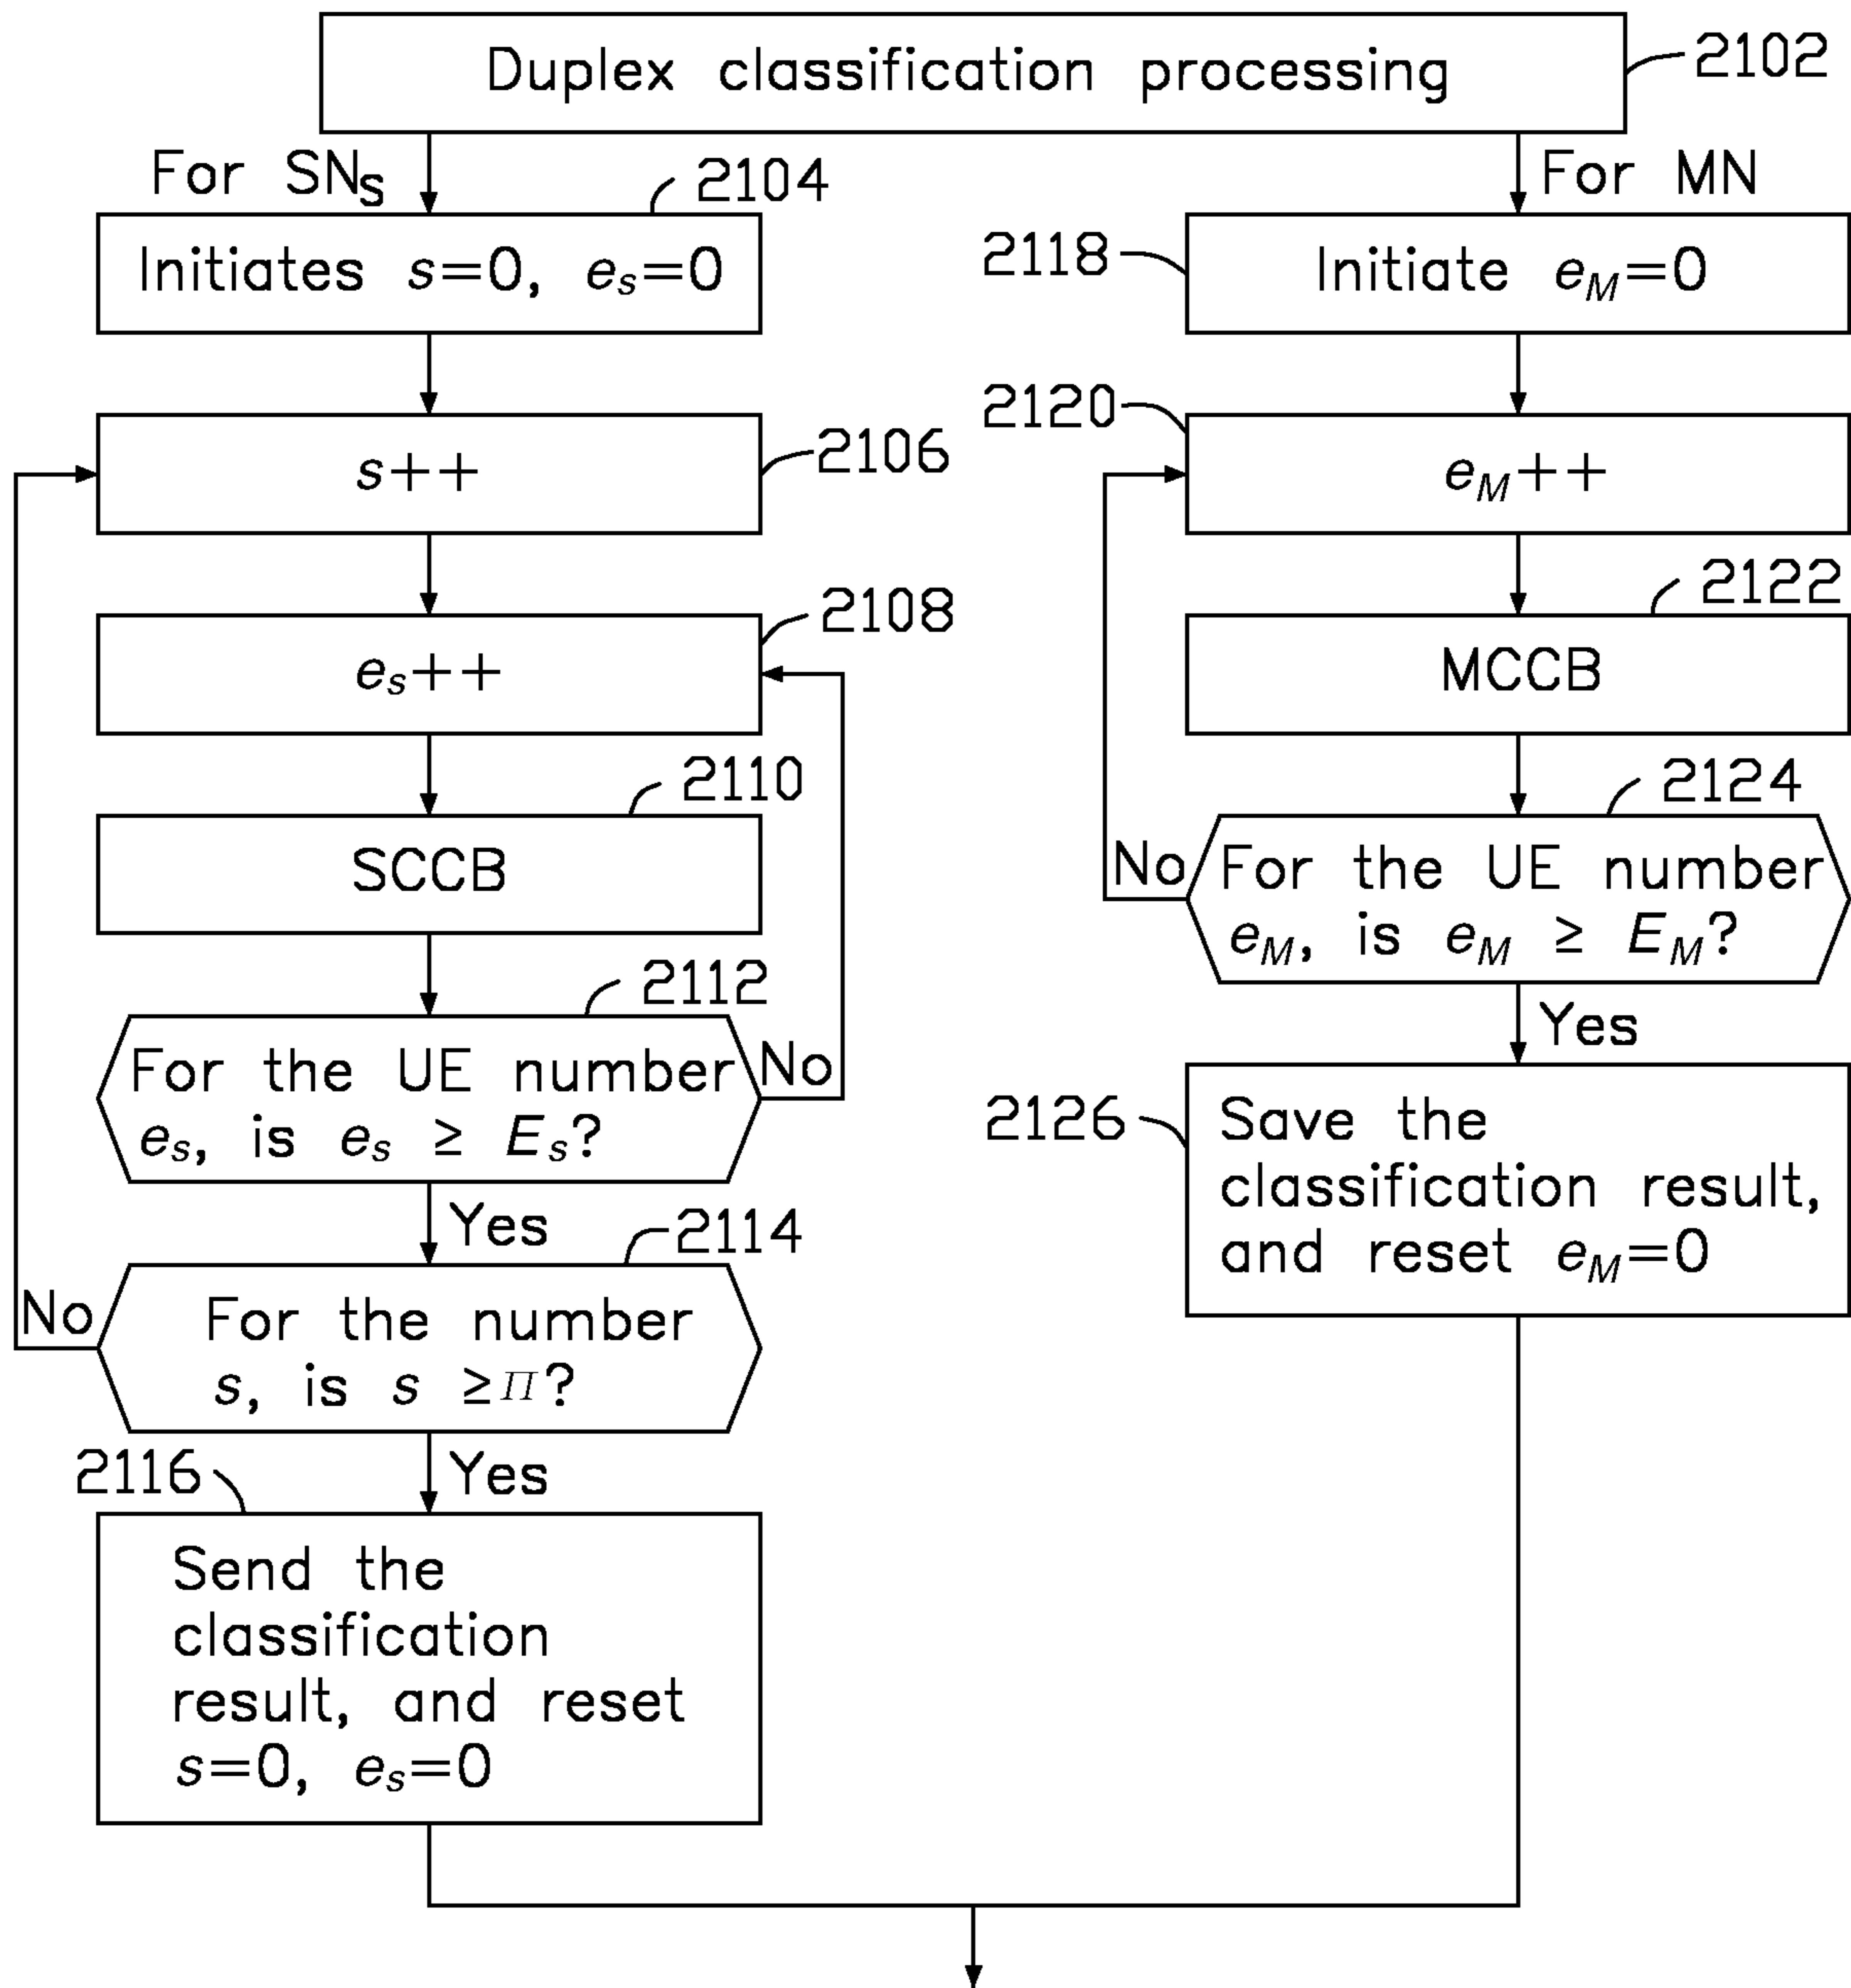 Duplex classification processing
2102
For SNs
2104
Initiates s=0, es=0
2106
s++
2108
es++
2110
SCCB
2112
For the UE number
es, is es ≥ Es?
No
Yes
2114
For the number
s, is s ≥Π?
No
Yes
2116
Send the
classification
result, and reset
s=0, es=0
For MN
2118
Initiate eM=0
2120
eM++
2122
MCCB
2124
For the UE number
eM, is eM ≥ EM?
No
Yes
2126
Save the
classification result,
and reset eM=0